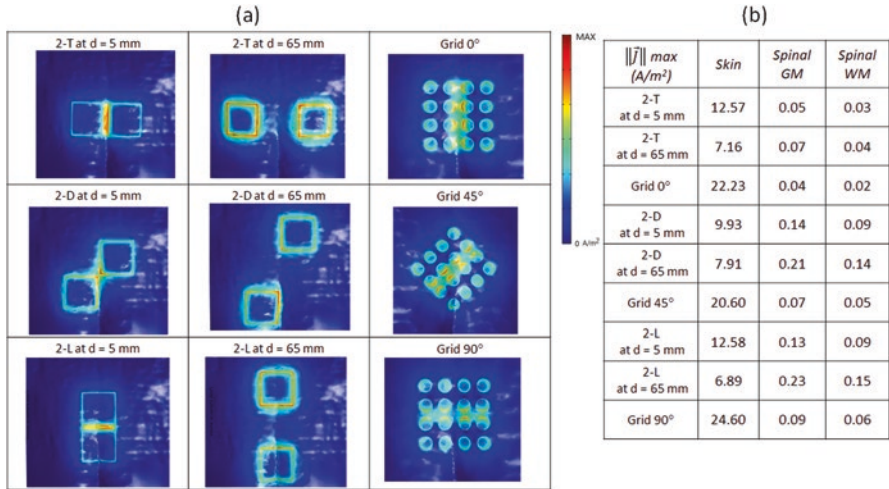 (a)
2-T at d = 5 mm
2-T at d = 65 mm
Grid 0°
2-D at d = 5 mm
2-D at d = 65 mm
Grid 45°
2-L at d = 5 mm
2-L at d = 65 mm
Grid 90°
MAX
0 A/m²
(b)
‖J⃗‖ max
(A/m²)
Skin
Spinal
GM
Spinal
WM
2-T
at d = 5 mm
12.57
0.05
0.03
2-T
at d = 65 mm
7.16
0.07
0.04
Grid 0°
22.23
0.04
0.02
2-D
at d = 5 mm
9.93
0.14
0.09
2-D
at d = 65 mm
7.91
0.21
0.14
Grid 45°
20.60
0.07
0.05
2-L
at d = 5 mm
12.58
0.13
0.09
2-L
at d = 65 mm
6.89
0.23
0.15
Grid 90°
24.60
0.09
0.06